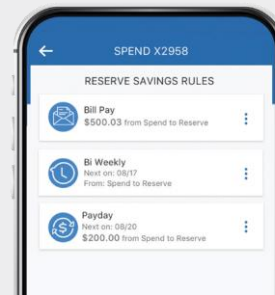 SPEND X2958
RESERVE SAVINGS RULES
Bill Pay
$500.03 from Spend to Reserve
Bi Weekly
Next on: 08/17
From: Spend to Reserve
Payday
Next on: 08/20
$200.00 from Spend to Reserve